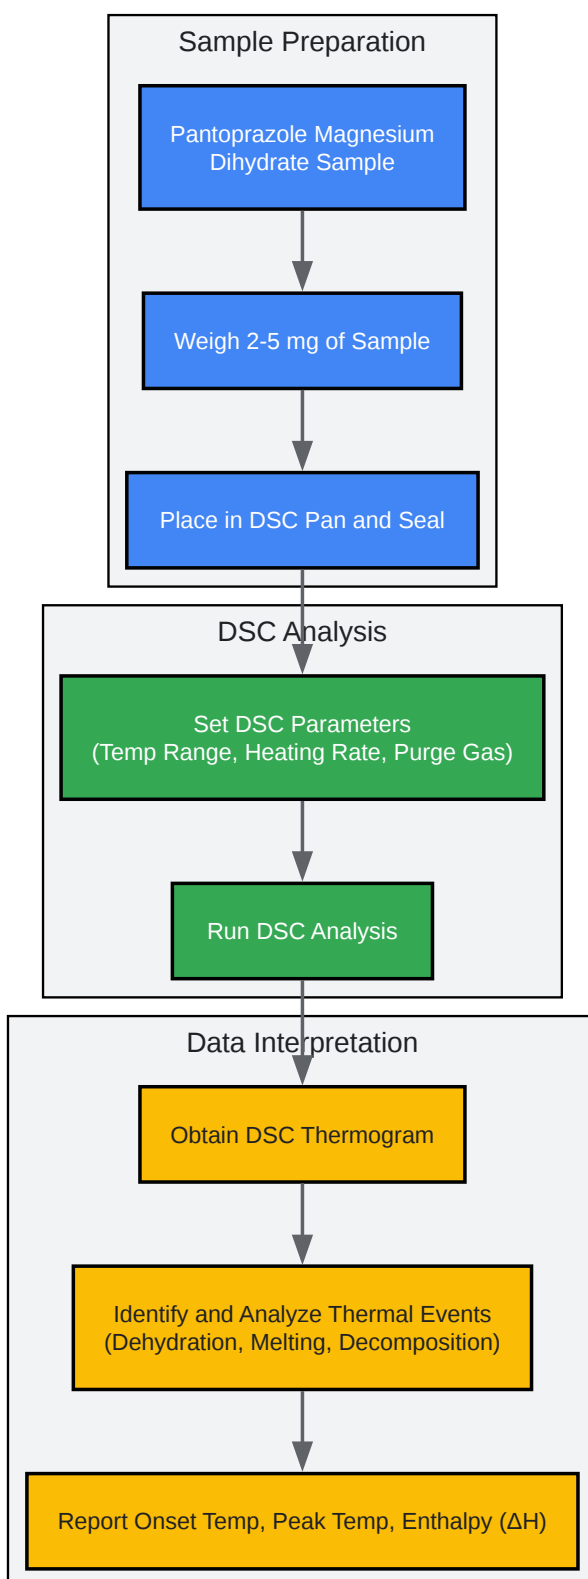 Sample Preparation
Pantoprazole Magnesium
Dihydrate Sample
Weigh 2-5 mg of Sample
Place in DSC Pan and Seal
DSC Analysis
Set DSC Parameters
(Temp Range, Heating Rate, Purge Gas)
Run DSC Analysis
Data Interpretation
Obtain DSC Thermogram
Identify and Analyze Thermal Events
(Dehydration, Melting, Decomposition)
Report Onset Temp, Peak Temp, Enthalpy (ΔH)